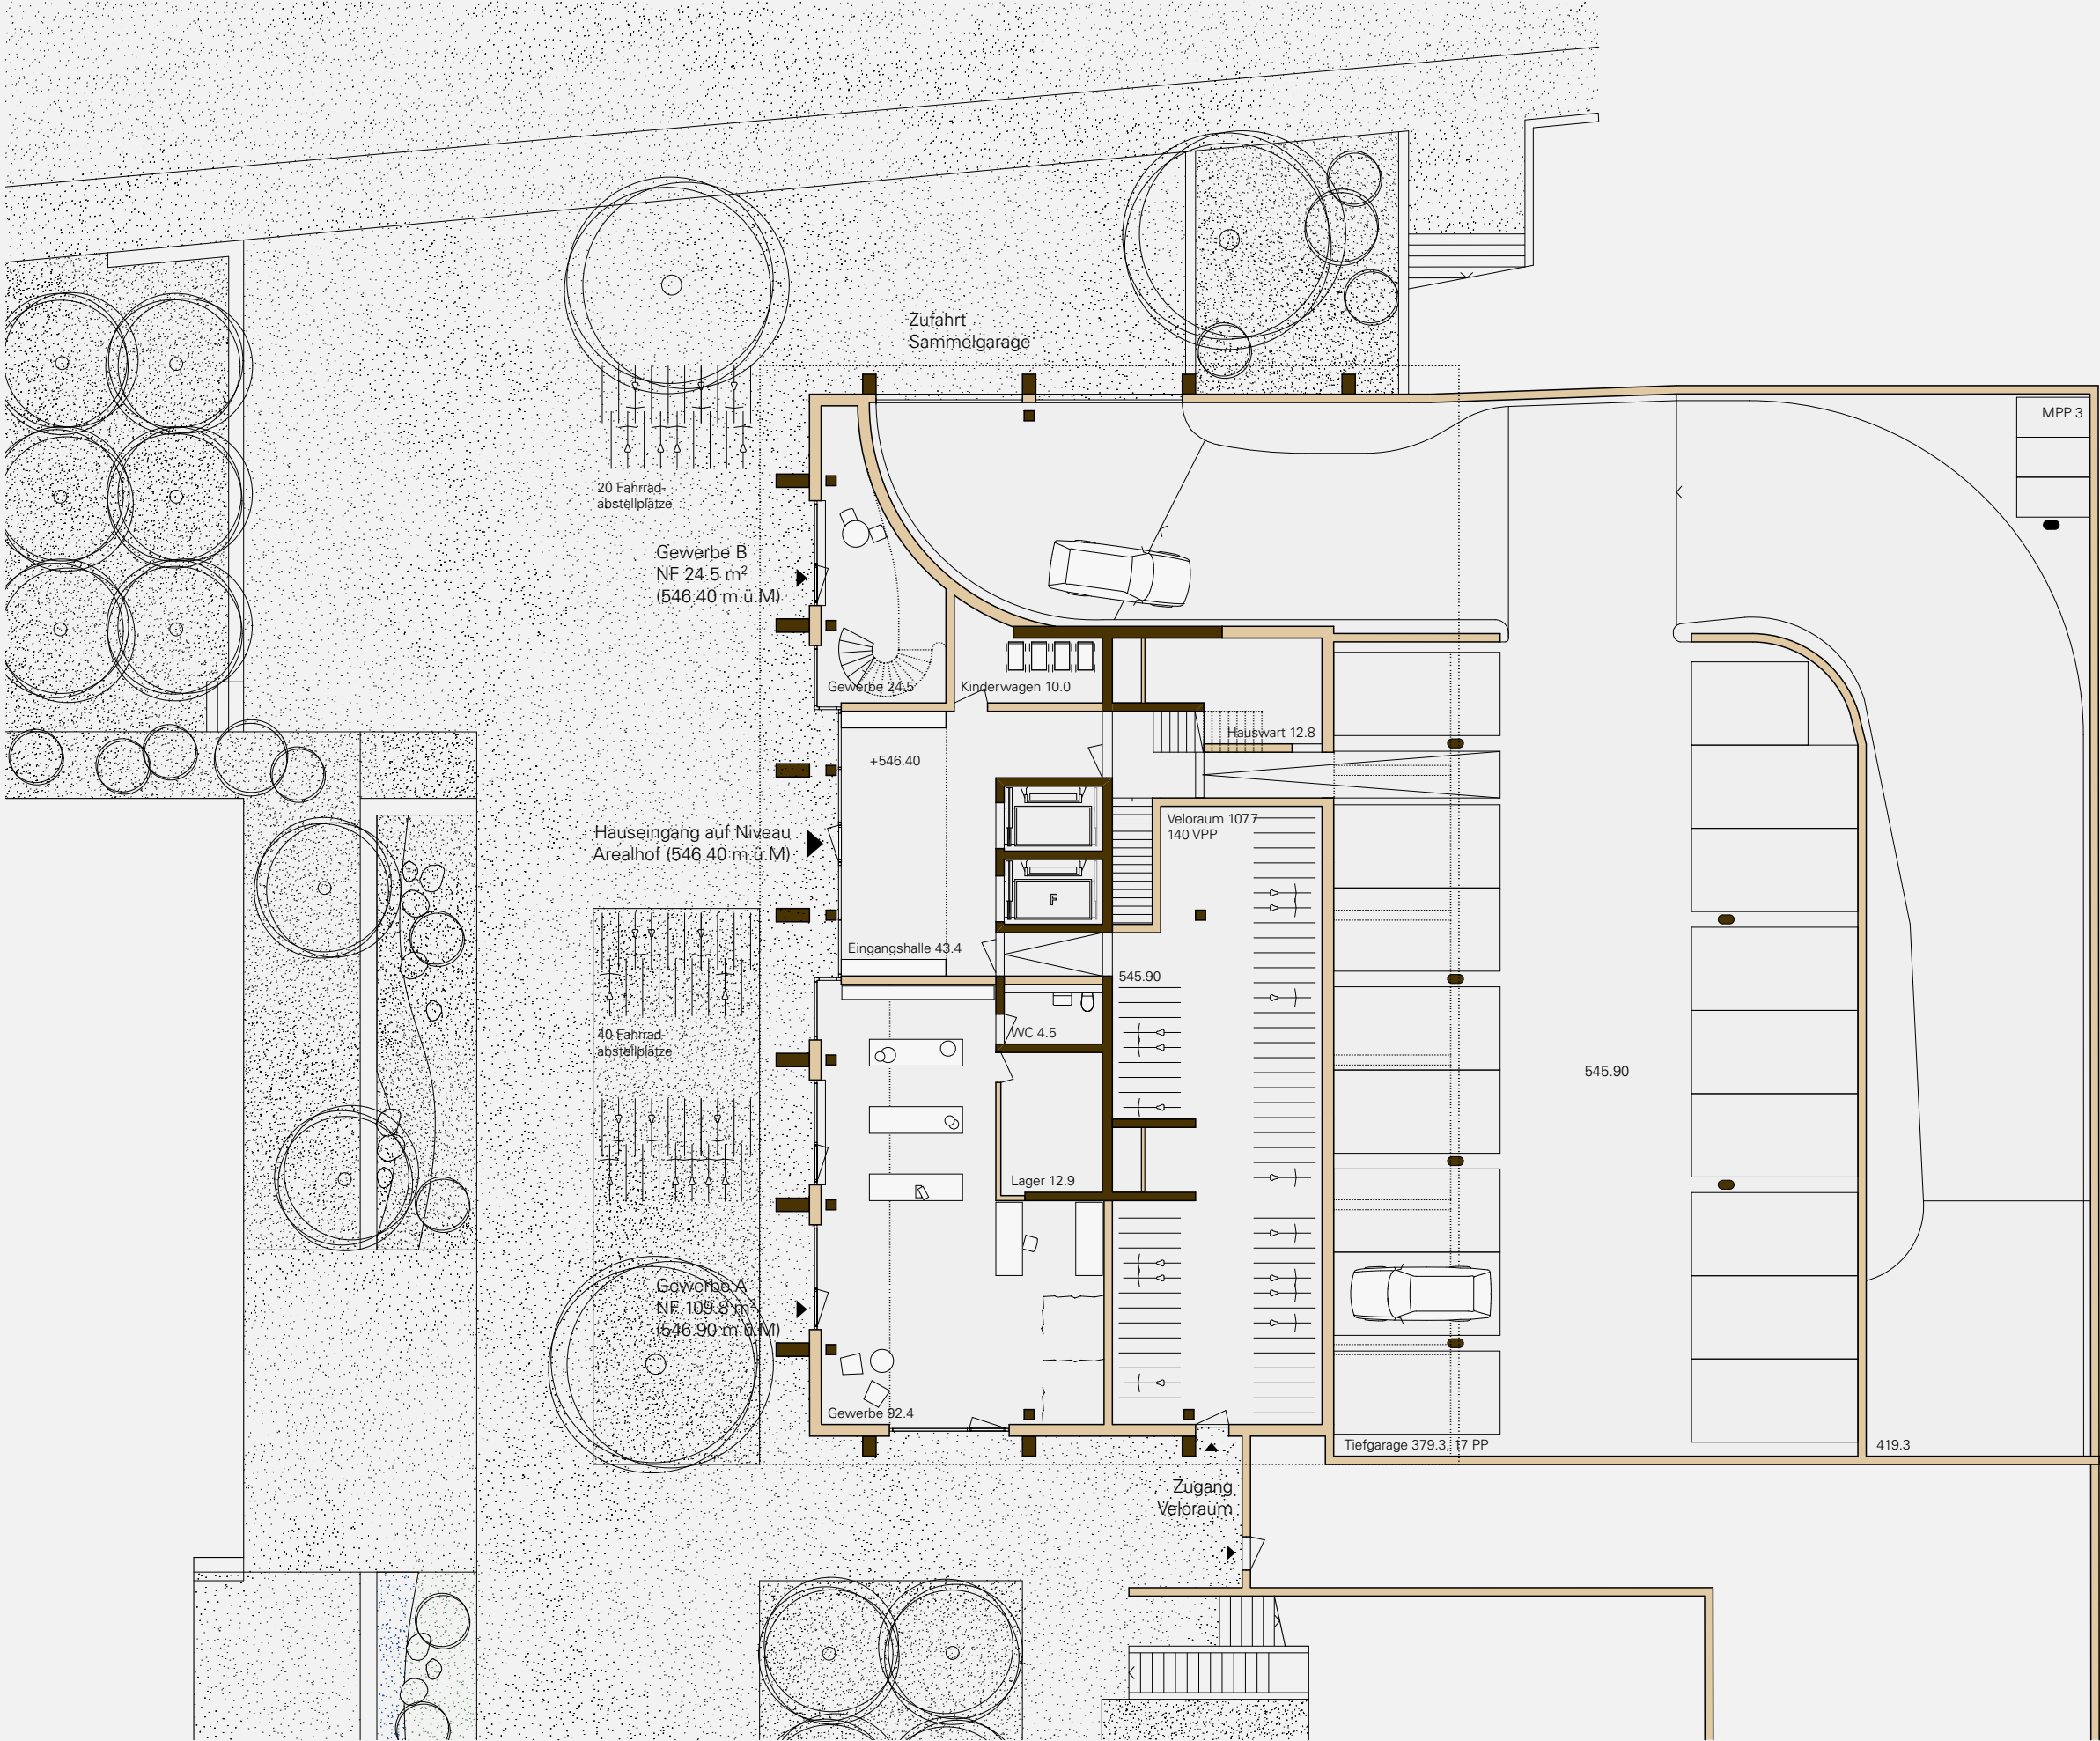 Zufahrt
Sammelgarage
MPP 3
20 Fahrrad-
abstellplätze
Gewerbe B
NF 24.5 m²
(546.40 m.ü.M)
Gewerbe 24.5
Kinderwagen 10.0
Hauswart 12.8
+546.40
Veloraum 107.7
140 VPP
Hauseingang auf Niveau
Arealhof (546.40 m.ü.M)
F
Eingangshalle 43.4
545.90
40 Fahrrad-
abstellplätze
WC 4.5
545.90
Lager 12.9
Gewerbe A
NF 109.8 m²
(546.90 m.ü.M)
Gewerbe 92.4
Tiefgarage 379.3, 17 PP
419.3
Zugang
Veloraum